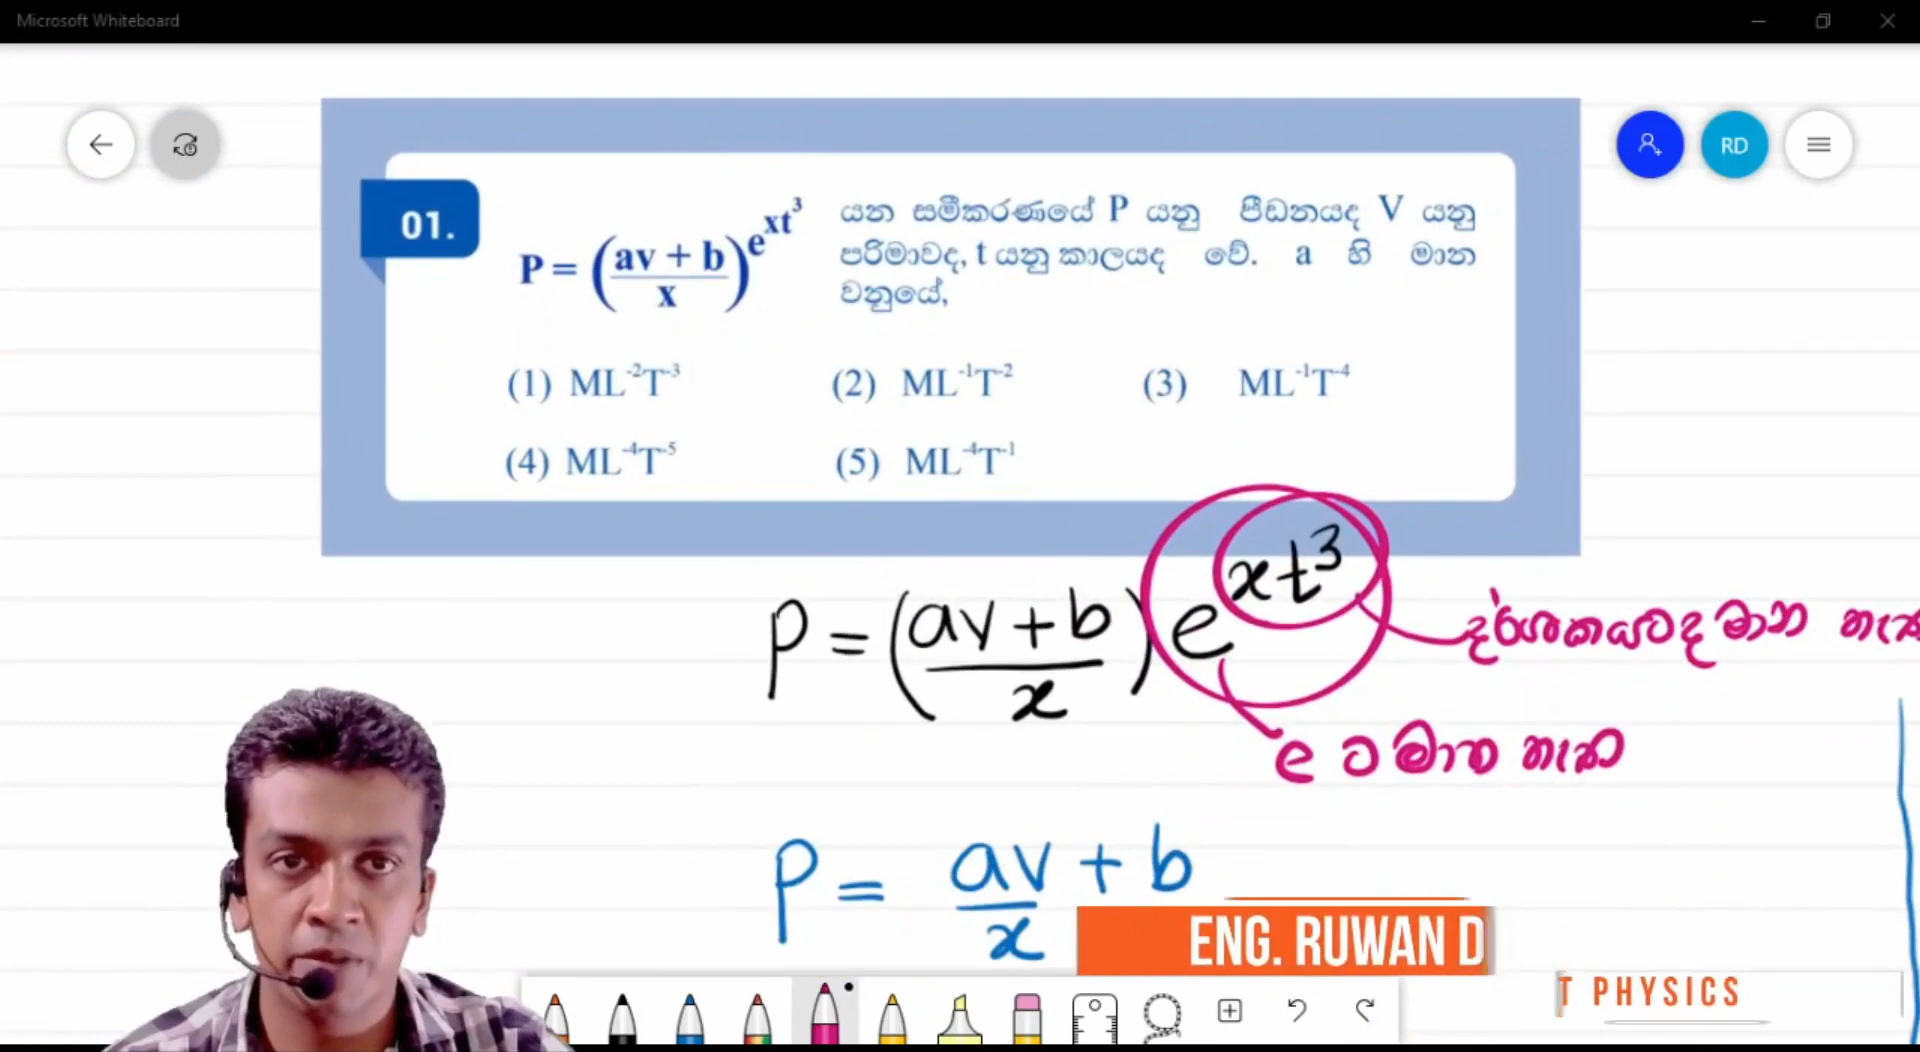 Microsoft Whiteboard
RD
01.
P = (av + b / x) e^xt³
යන සමීකරණයේ P යනු පීඩනයද V යනු
පරිමාවද, t යනු කාලයද වේ. a හි මාන
වනුයේ,
(1) ML⁻²T⁻³ (2) ML⁻¹T⁻² (3) ML⁻¹T⁻⁴
(4) ML⁻⁴T⁻⁵ (5) ML⁻⁴T⁻¹
P = (av + b / x) e^xt³
දර්ශකයටද මාන
e ට මාන නැත
P = av + b
x
ENG. RUWAN D
T PHYSICS